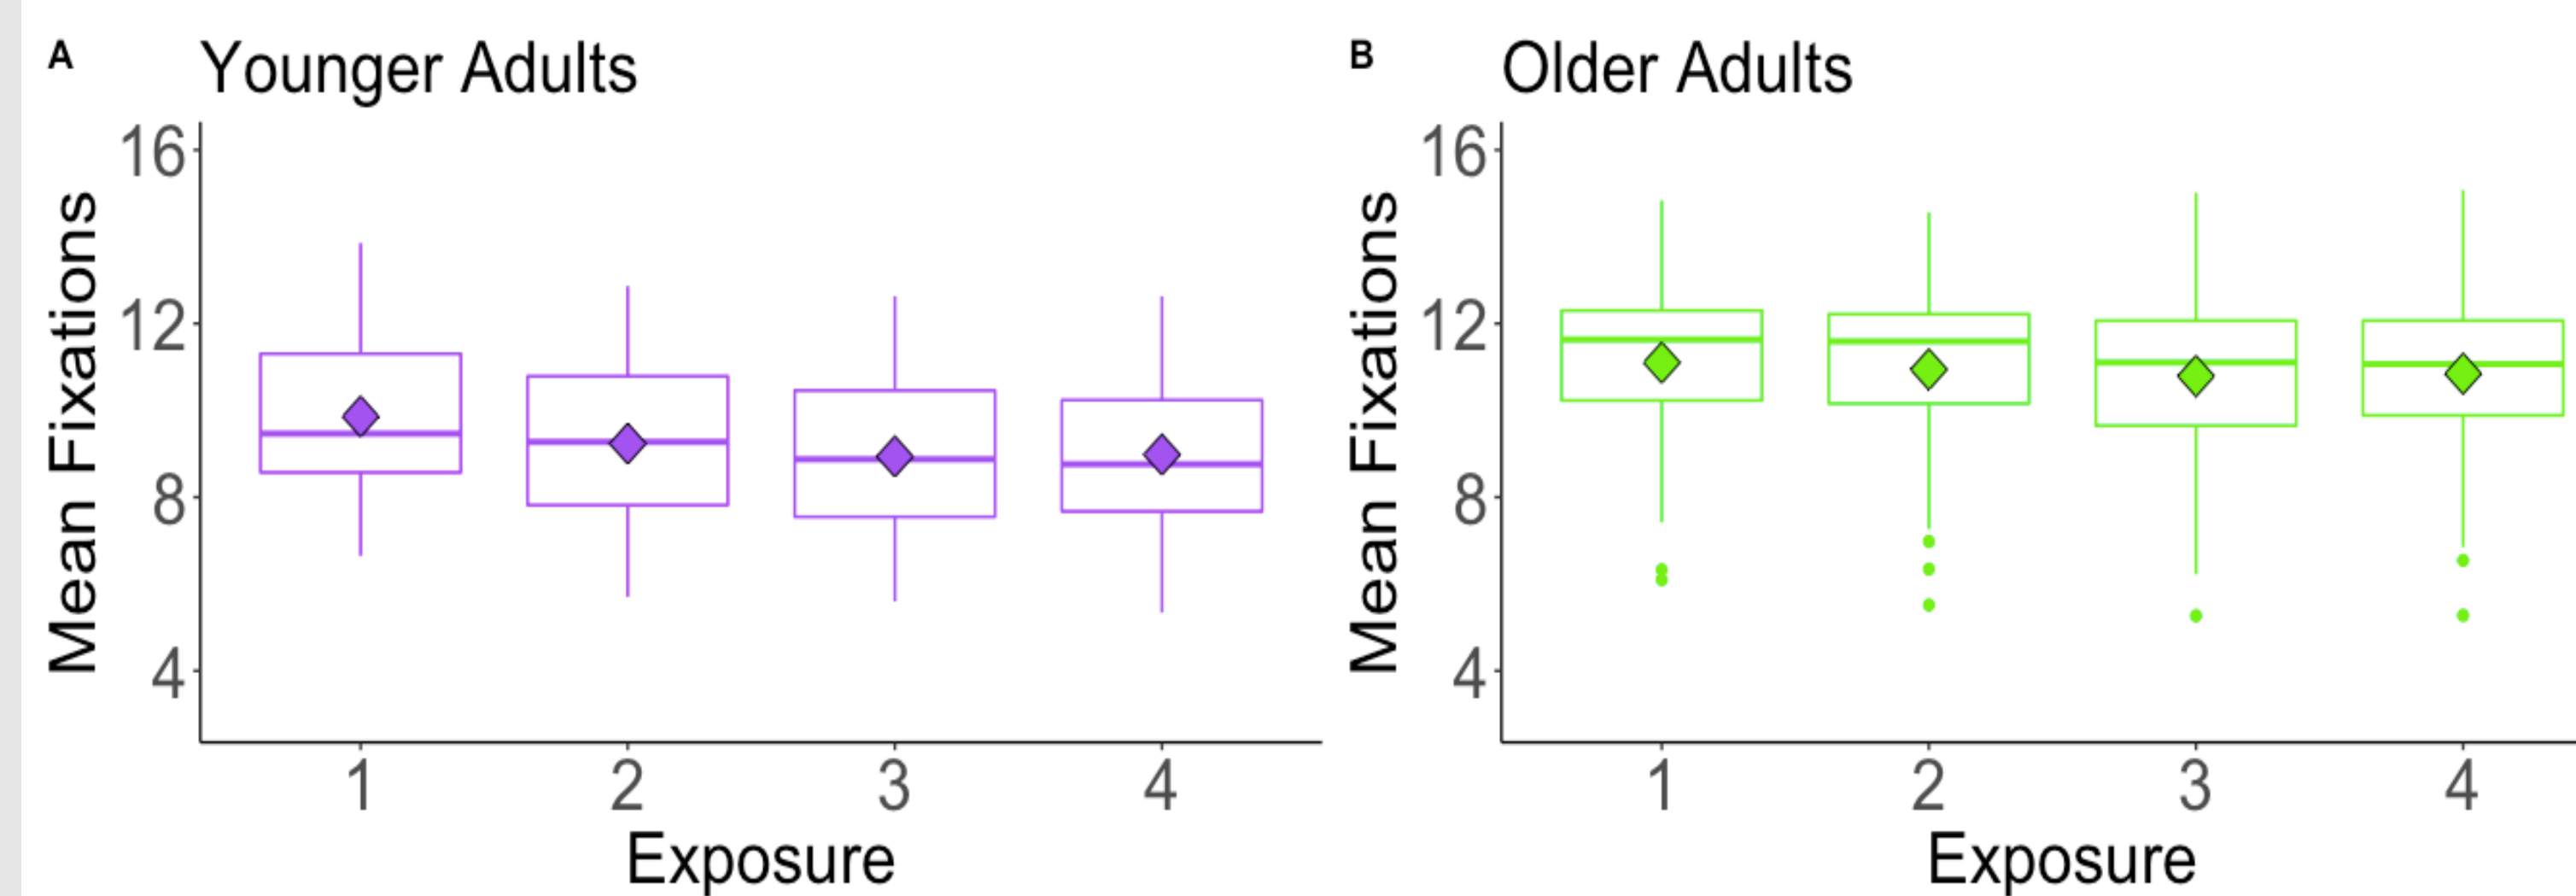 A
Younger Adults
16
12
8
4
Mean Fixations
1 2 3 4
Exposure
B
Older Adults
16
12
8
4
Mean Fixations
1 2 3 4
Exposure